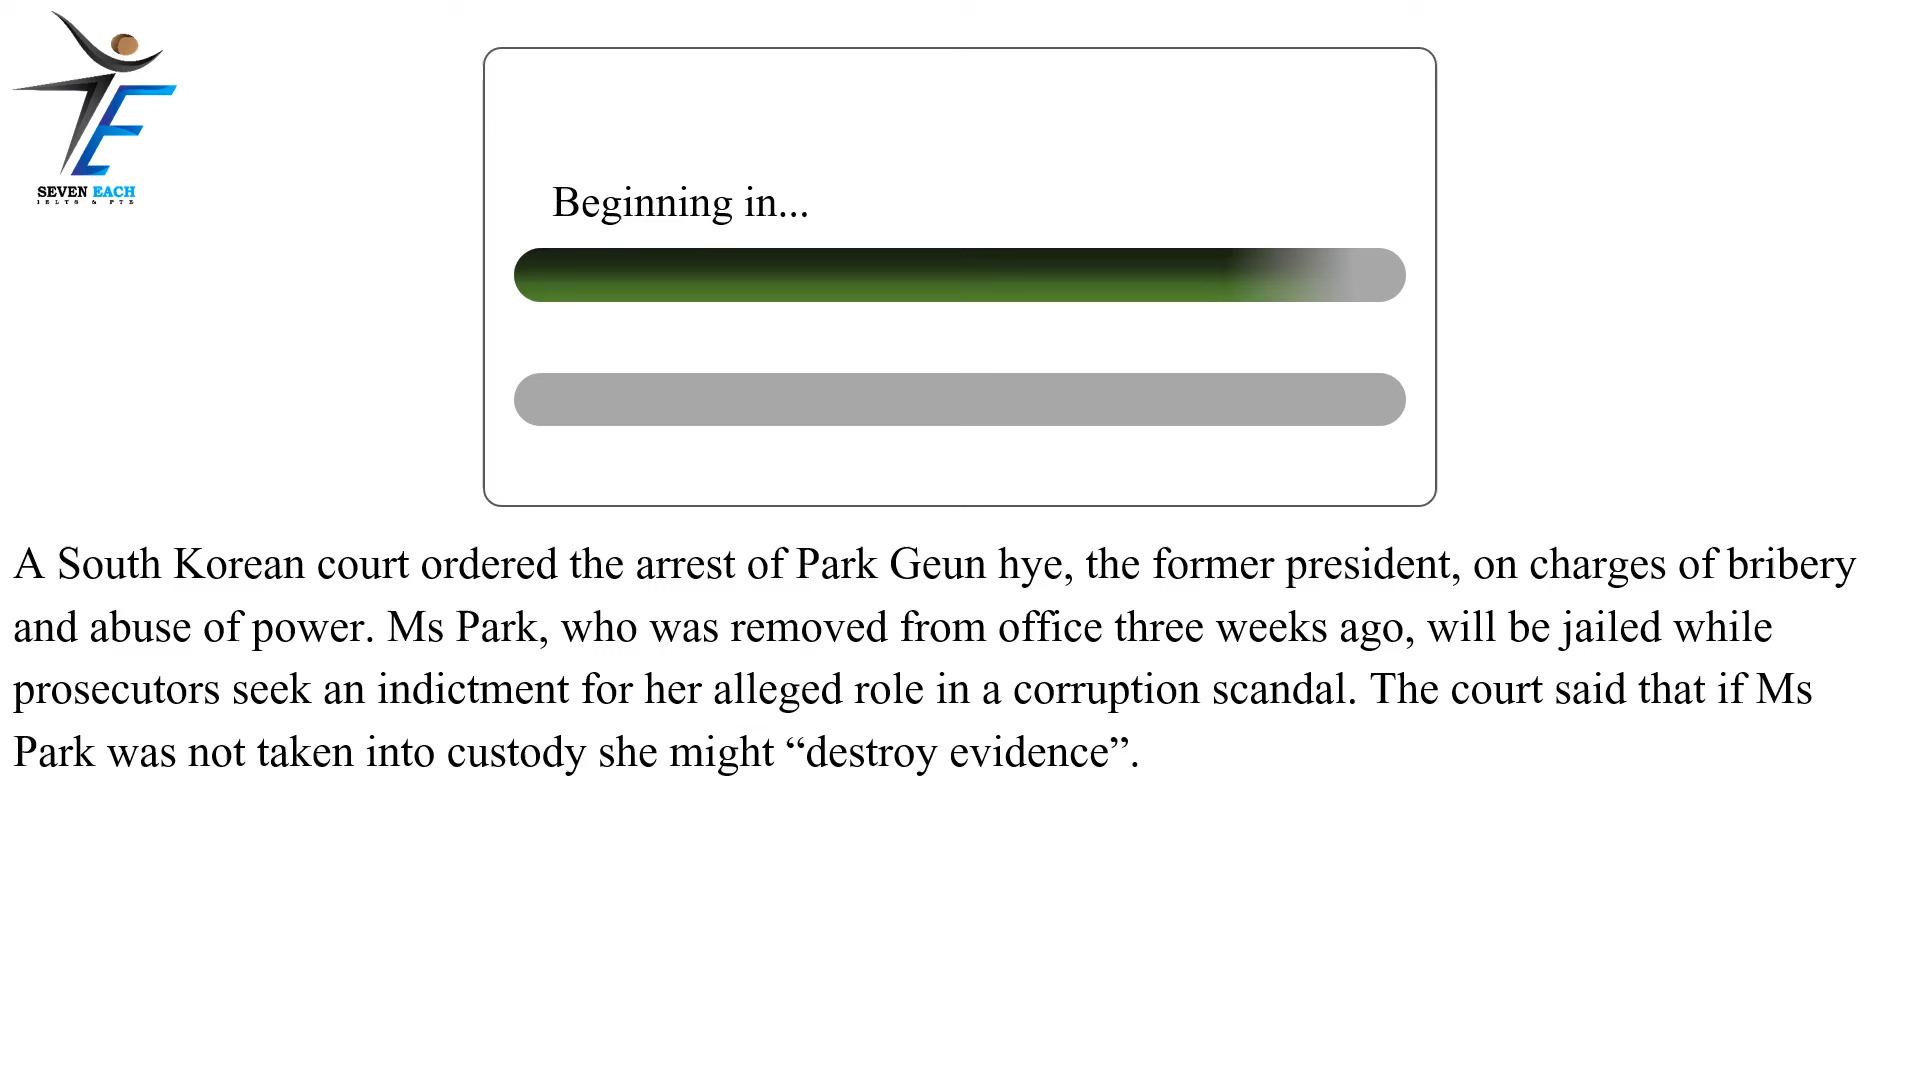 SEVEN EACH
IELTS & PTE
Beginning in...
A South Korean court ordered the arrest of Park Geun hye, the former president, on charges of bribery
and abuse of power. Ms Park, who was removed from office three weeks ago, will be jailed while
prosecutors seek an indictment for her alleged role in a corruption scandal. The court said that if Ms
Park was not taken into custody she might “destroy evidence”.